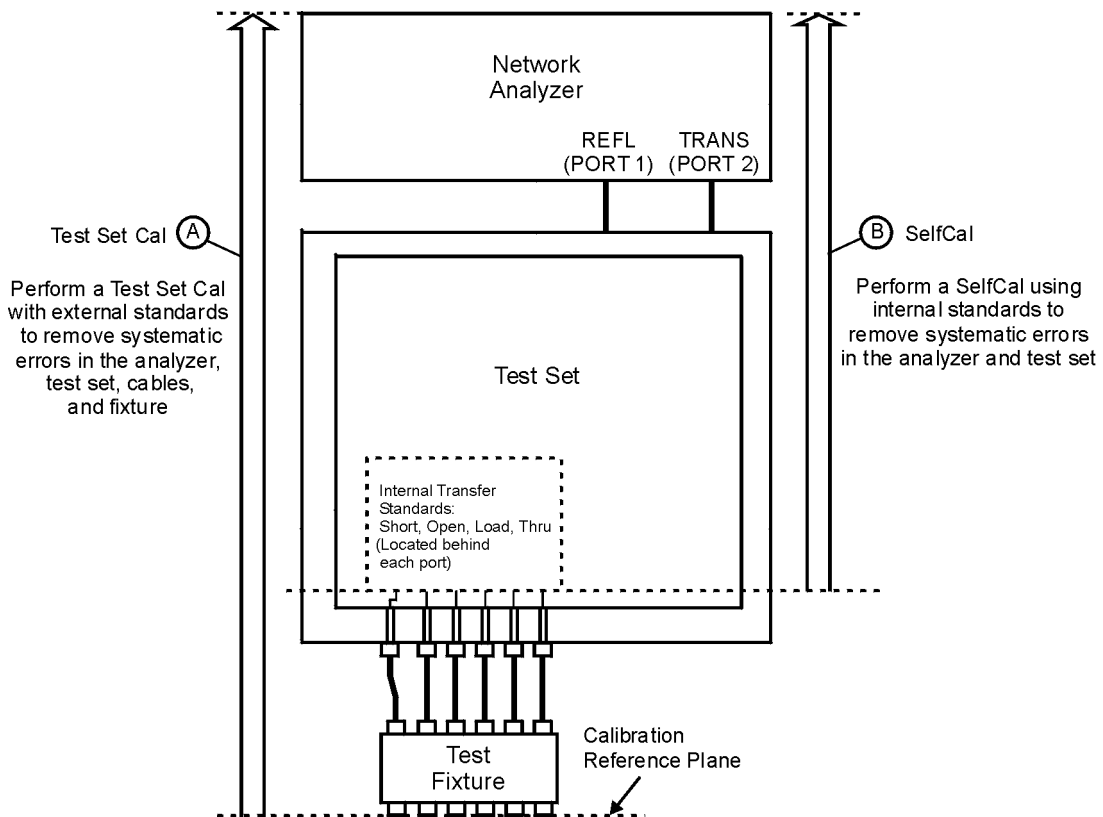 Network
Analyzer
REFL
(PORT 1)
TRANS
(PORT 2)
Test Set Cal A
Perform a Test Set Cal
with external standards
to remove systematic
errors in the analyzer,
test set, cables,
and fixture
B SelfCal
Perform a SelfCal using
internal standards to
remove systematic errors
in the analyzer and test set
Test Set
Internal Transfer
Standards:
Short, Open, Load, Thru
(Located behind
each port)
Test
Fixture
Calibration
Reference Plane